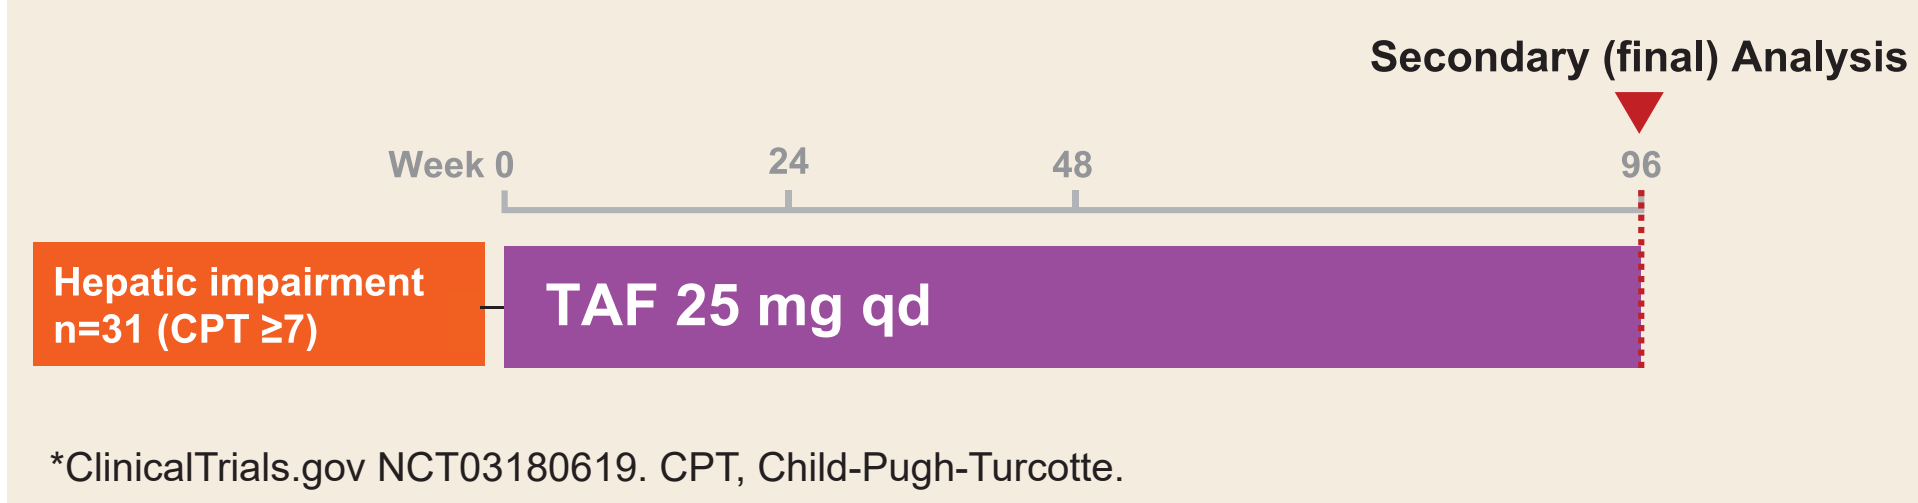 Secondary (final) Analysis
Week 0 24 48 96
Hepatic impairment
n=31 (CPT ≥7)
TAF 25 mg qd
*ClinicalTrials.gov NCT03180619. CPT, Child-Pugh-Turcotte.